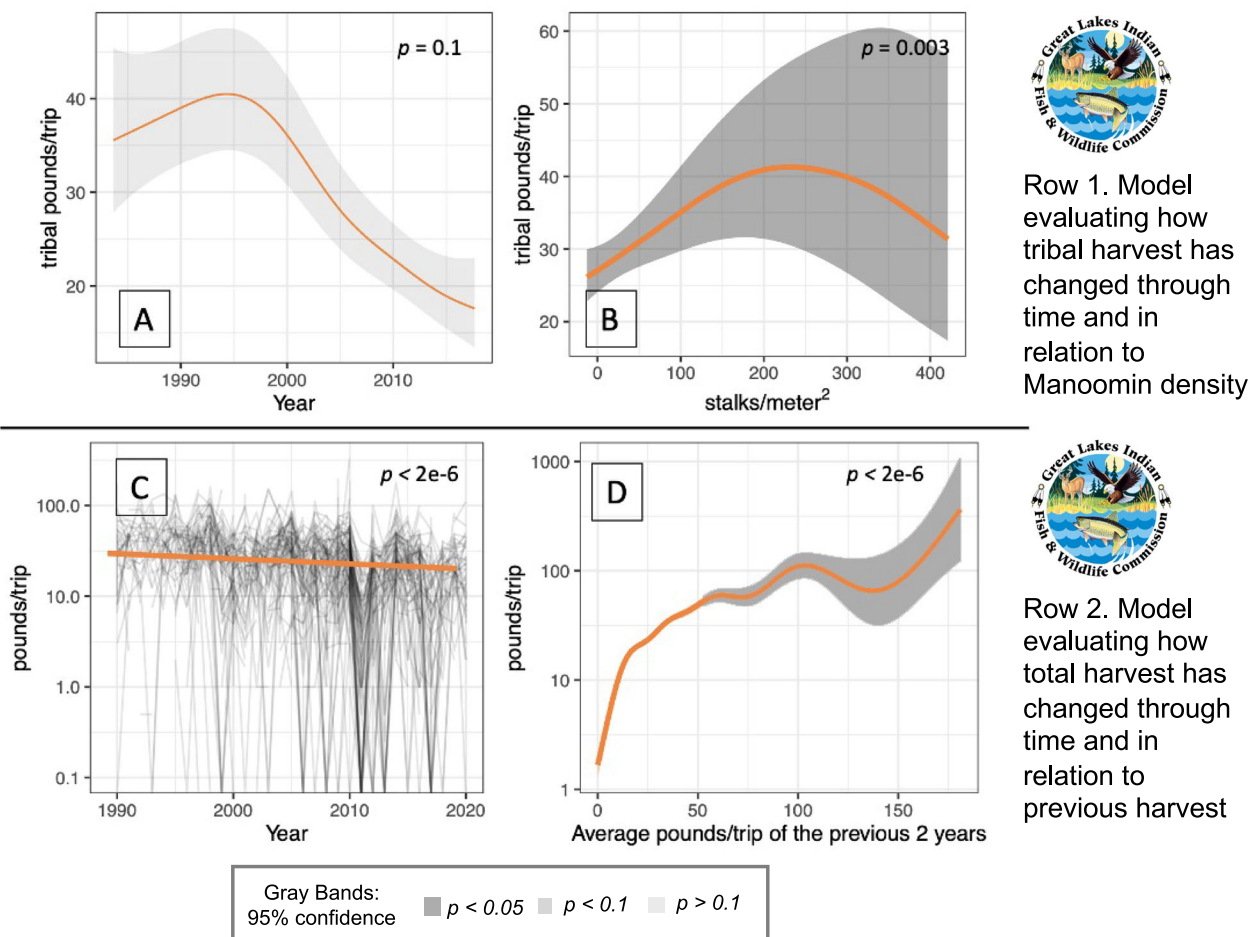 p = 0.1
tribal pounds/trip
40
30
20
A
1990
2000
2010
Year
p = 0.003
tribal pounds/trip
60
50
40
30
20
B
0
100
200
300
400
stalks/meter²
Great Lakes Indian
Fish & Wildlife Commission
Row 1. Model
evaluating how
tribal harvest has
changed through
time and in
relation to
Manoomin density
C
p < 2e-6
pounds/trip
100.0
10.0
1.0
0.1
1990
2000
2010
2020
Year
D
p < 2e-6
pounds/trip
1000
100
10
1
0
50
100
150
Average pounds/trip of the previous 2 years
Great Lakes Indian
Fish & Wildlife Commission
Row 2. Model
evaluating how
total harvest has
changed through
time and in
relation to
previous harvest
Gray Bands:
95% confidence
p < 0.05
p < 0.1
p > 0.1